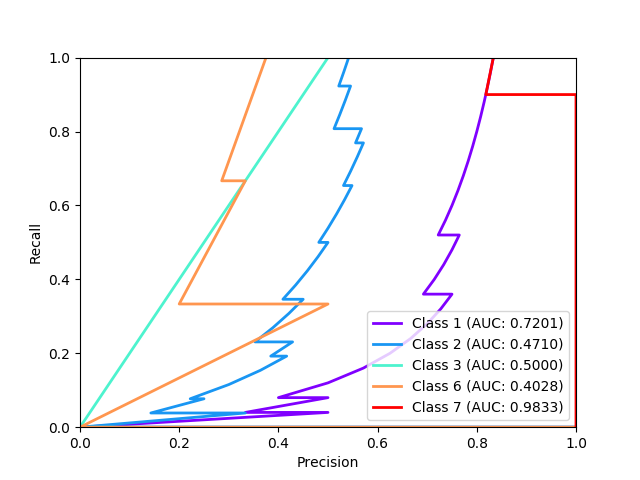 1.0
0.8
0.6
0.4
0.2
0.0
Recall
Class 1 (AUC: 0.7201)
Class 2 (AUC: 0.4710)
Class 3 (AUC: 0.5000)
Class 6 (AUC: 0.4028)
Class 7 (AUC: 0.9833)
0.0 0.2 0.4 0.6 0.8 1.0
Precision